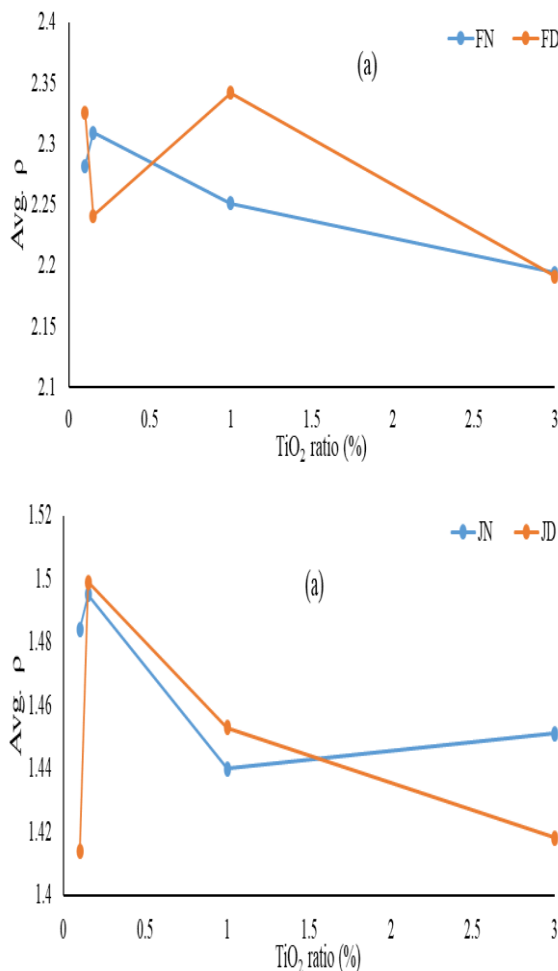 2.4
FN FD
(a)
2.35
2.3
2.25
2.2
2.15
2.1
Avg. ρ
0 0.5 1 1.5 2 2.5 3
TiO₂ ratio (%)
1.52
JN JD
(a)
1.5
1.48
1.46
1.44
1.42
1.4
Avg. ρ
0 0.5 1 1.5 2 2.5 3
TiO₂ ratio (%)